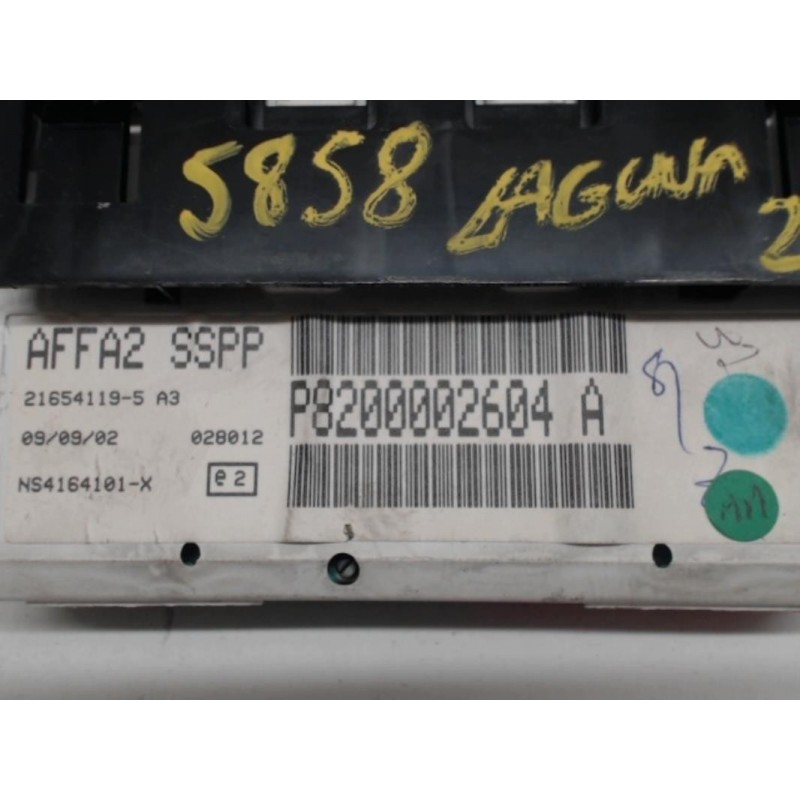 5858 LAGUNA 2
AFFA2 SSPP
21654119-5 A3
09/09/02 028012
NS4164101-X e2
P8200002604 A